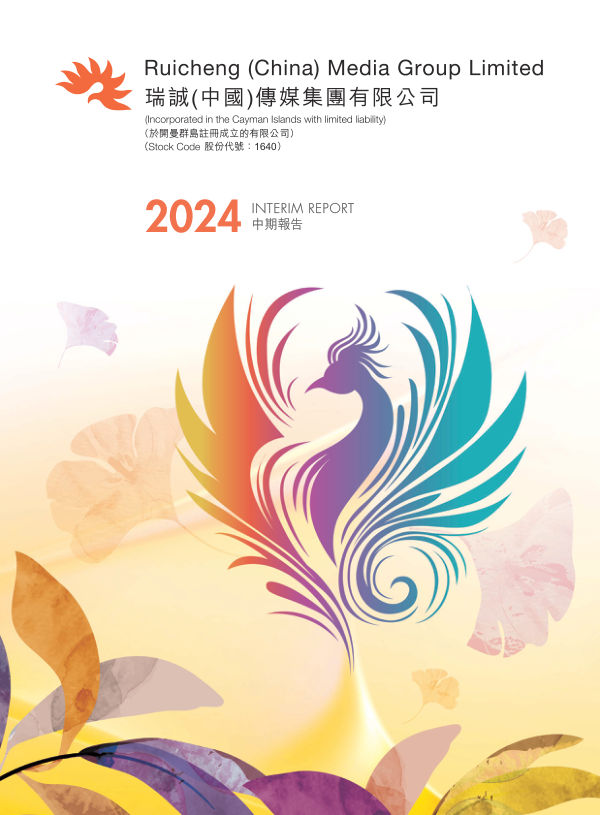 Ruicheng (China) Media Group Limited
瑞誠(中國)傳媒集團有限公司
(Incorporated in the Cayman Islands with limited liability)
(於開曼群島註冊成立的有限公司)
(Stock Code 股份代號：1640)
2024 INTERIM REPORT
中期報告